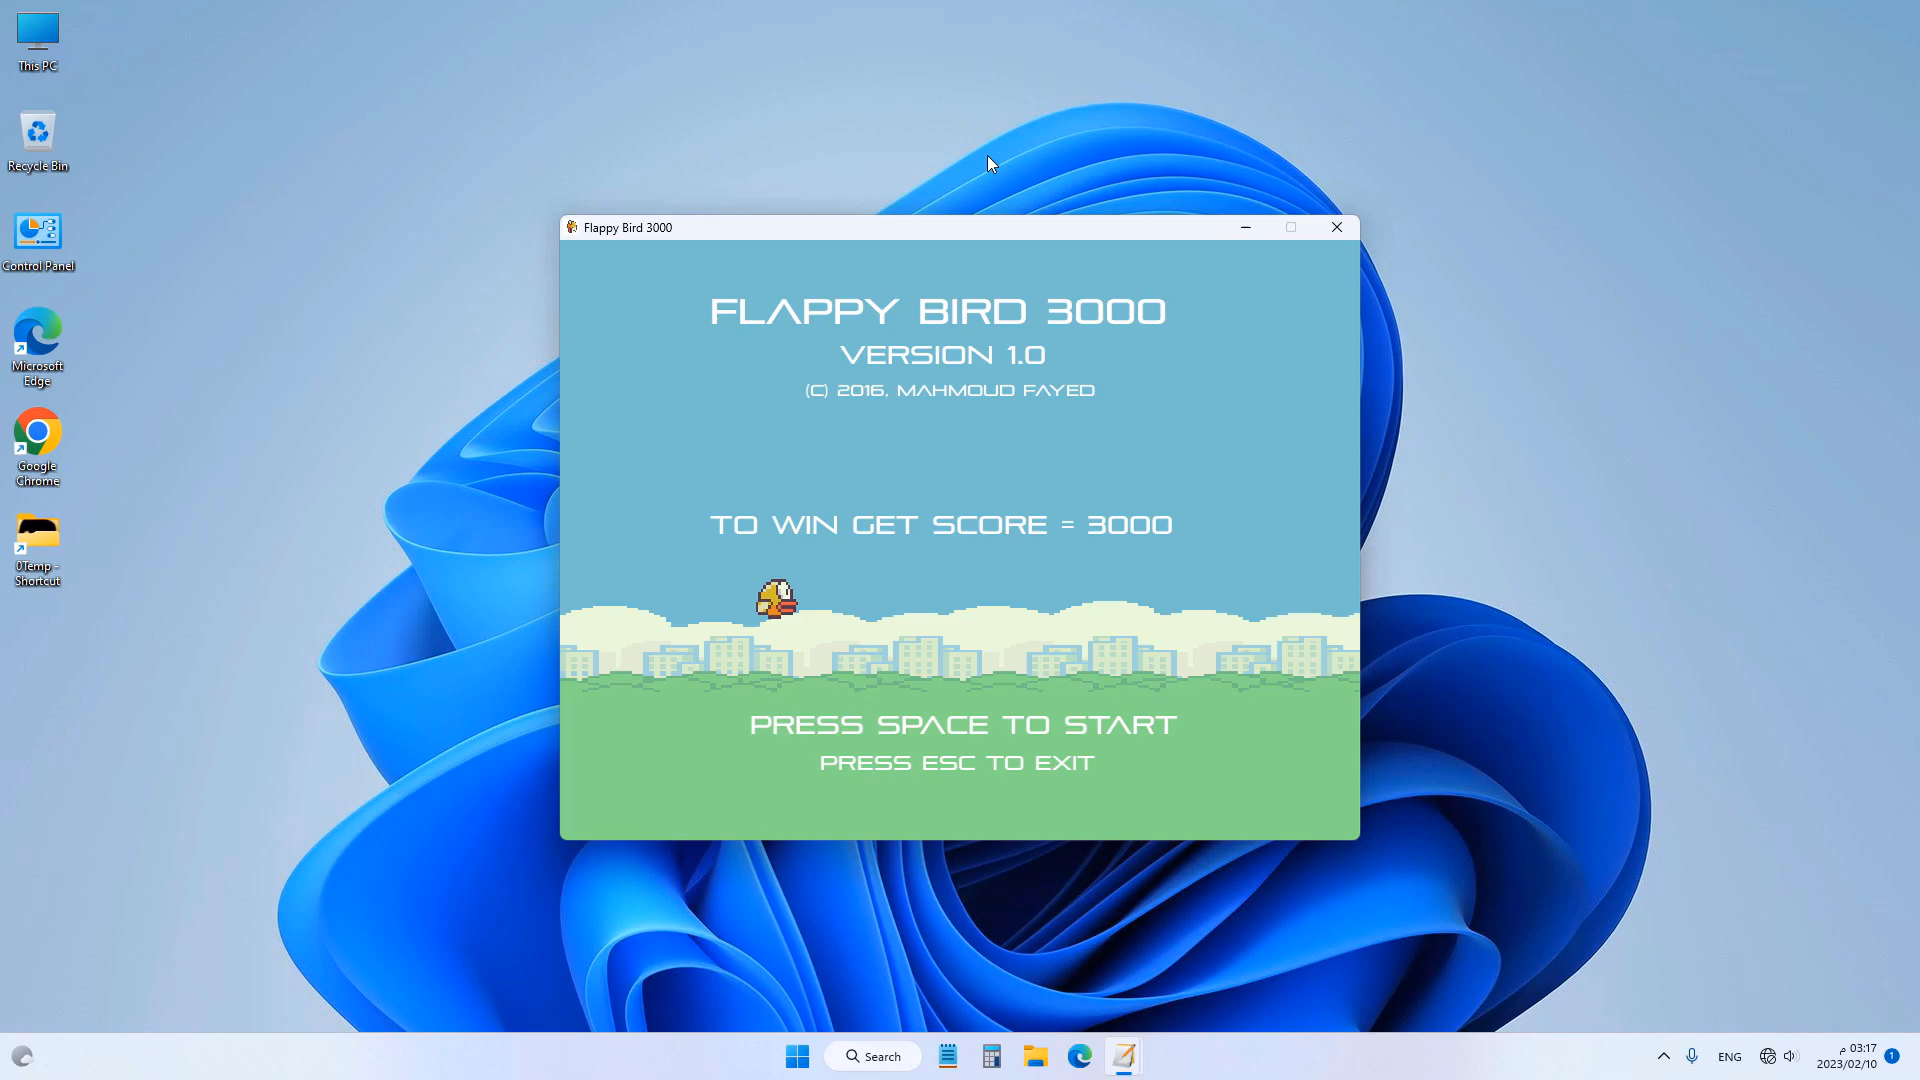 This PC
Recycle Bin
Control Panel
Microsoft
Edge
Google
Chrome
0Temp -
Shortcut
Flappy Bird 3000
FLAPPY BIRD 3000
VERSION 1.0
(C) 2016, MAHMOUD FAYED
TO WIN GET SCORE = 3000
PRESS SPACE TO START
PRESS ESC TO EXIT
Search
ENG
03:17 م
2023/02/10
1